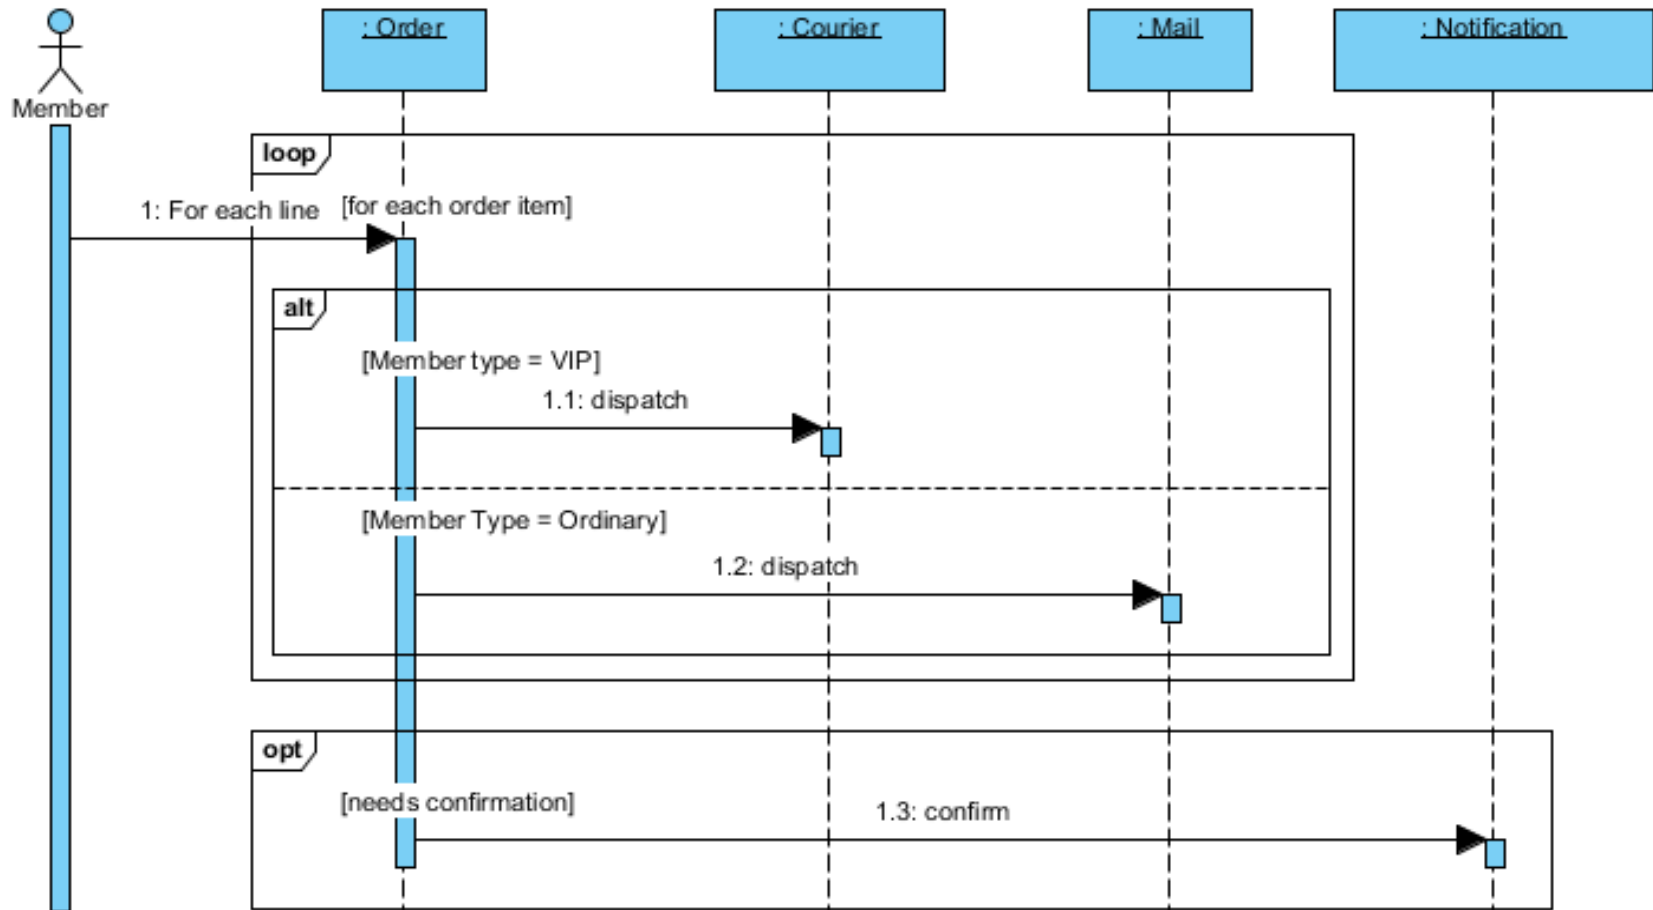 : Order
: Courier
: Mail
: Notification
Member
loop
1: For each line
[for each order item]
alt
[Member type = VIP]
1.1: dispatch
[Member Type = Ordinary]
1.2: dispatch
opt
[needs confirmation]
1.3: confirm